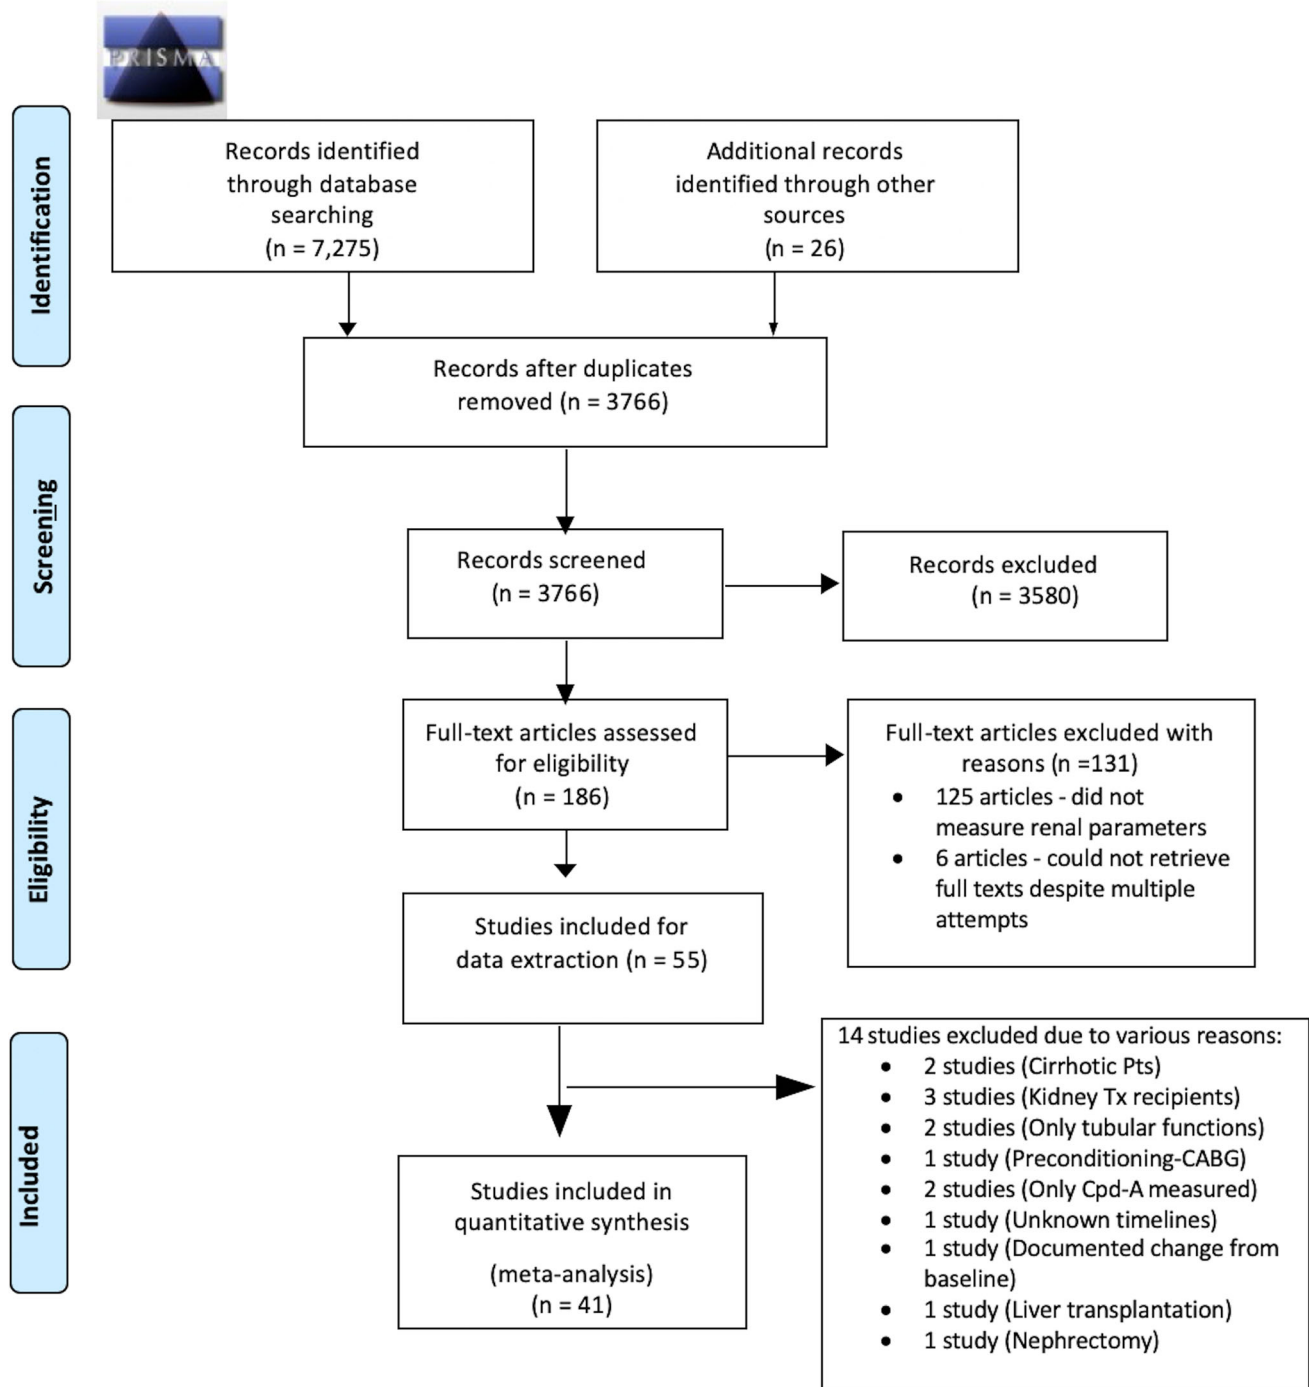 PRISMA
Identification
Records identified
through database
searching
(n = 7,275)
Additional records
identified through other
sources
(n = 26)
Records after duplicates
removed (n = 3766)
Screening
Records screened
(n = 3766)
Records excluded
(n = 3580)
Eligibility
Full-text articles assessed
for eligibility
(n = 186)
Full-text articles excluded with
reasons (n =131)
• 125 articles - did not
measure renal parameters
• 6 articles - could not retrieve
full texts despite multiple
attempts
Studies included for
data extraction (n = 55)
Included
14 studies excluded due to various reasons:
• 2 studies (Cirrhotic Pts)
• 3 studies (Kidney Tx recipients)
• 2 studies (Only tubular functions)
• 1 study (Preconditioning-CABG)
• 2 studies (Only Cpd-A measured)
• 1 study (Unknown timelines)
• 1 study (Documented change from
baseline)
• 1 study (Liver transplantation)
• 1 study (Nephrectomy)
Studies included in
quantitative synthesis
(meta-analysis)
(n = 41)